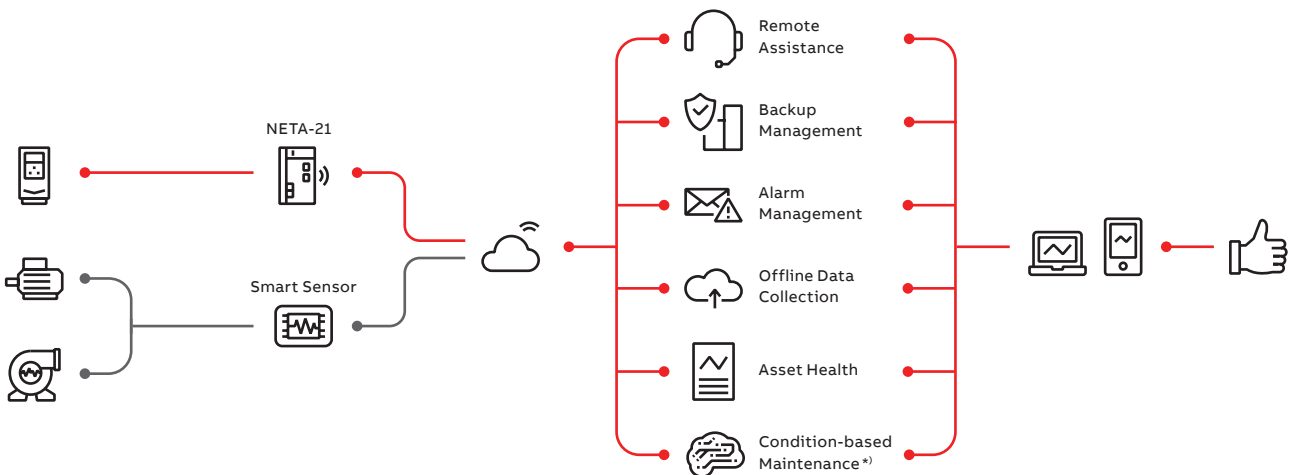 NETA-21
Smart Sensor
Remote
Assistance
Backup
Management
Alarm
Management
Offline Data
Collection
Asset Health
Condition-based
Maintenance *)